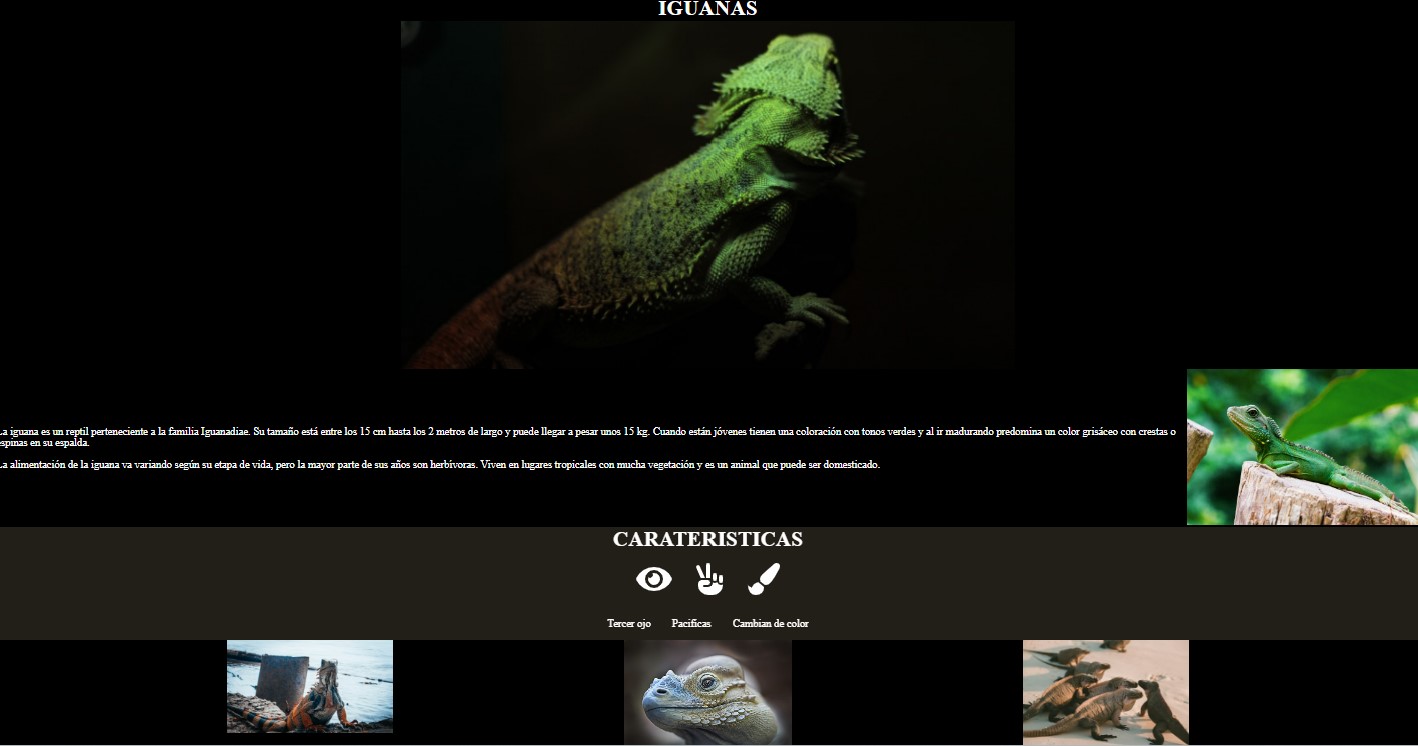 IGUANAS
La iguana es un reptil perteneciente a la familia Iguanadiae. Su tamaño está entre los 15 cm hasta los 2 metros de largo y puede llegar a pesar unos 15 kg. Cuando están jóvenes tienen una coloración con tonos verdes y al ir madurando predomina un color grisáceo con crestas o
espinas en su espalda.
La alimentación de la iguana va variando según su etapa de vida, pero la mayor parte de sus años son herbívoras. Viven en lugares tropicales con mucha vegetación y es un animal que puede ser domesticado.
CARATERISTICAS
Tercer ojo Pacificas Cambian de color